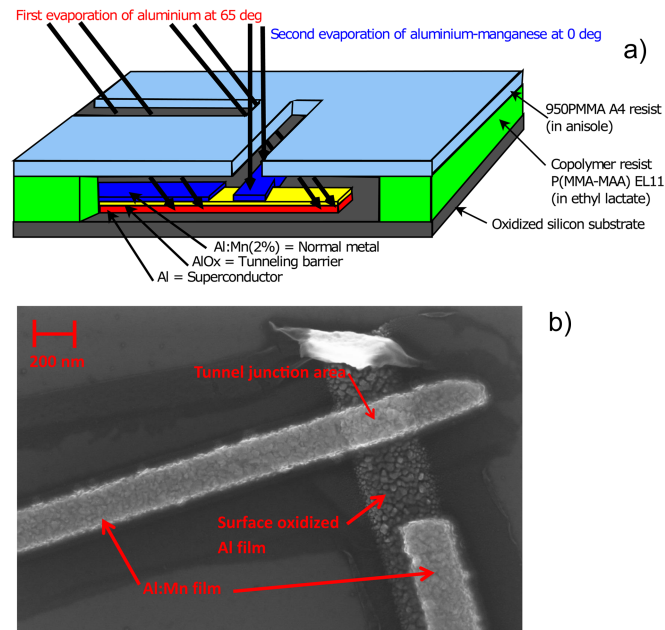 First evaporation of aluminium at 65 deg
Second evaporation of aluminium-manganese at 0 deg
a)
950PMMA A4 resist
(in anisole)
Copolymer resist
P(MMA-MAA) EL11
(in ethyl lactate)
Oxidized silicon substrate
Al:Mn(2%) = Normal metal
AlOx = Tunneling barrier
Al = Superconductor
b)
200 nm
Tunnel junction area
Surface oxidized
Al film
Al:Mn film